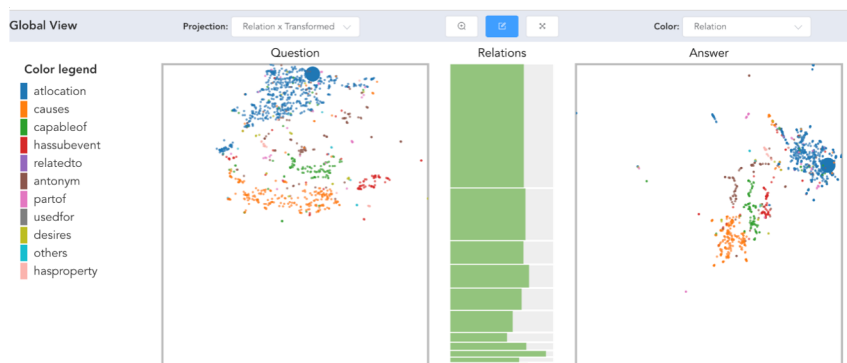 Global View
Projection: Relation x Transformed
Color: Relation
Question
Relations
Answer
Color legend
atlocation
causes
capableof
hassubevent
relatedto
antonym
partof
usedfor
desires
others
hasproperty